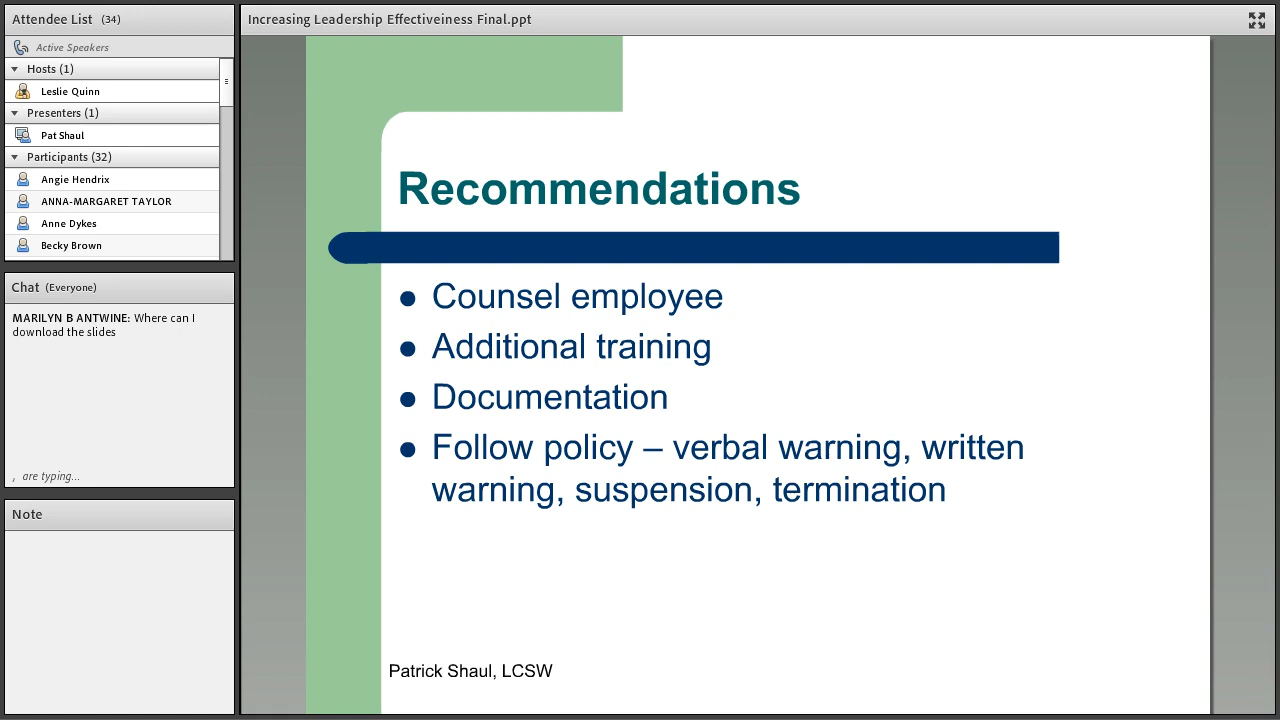 Attendee List (34)
Active Speakers
Hosts (1)
Leslie Quinn
Presenters (1)
Pat Shaul
Participants (32)
Angie Hendrix
ANNA-MARGARET TAYLOR
Anne Dykes
Becky Brown
Chat (Everyone)
MARILYN B ANTWINE: Where can I
download the slides
, are typing...
Note
Increasing Leadership Effectiveiness Final.ppt
Recommendations
● Counsel employee
● Additional training
● Documentation
● Follow policy – verbal warning, written
warning, suspension, termination
Patrick Shaul, LCSW